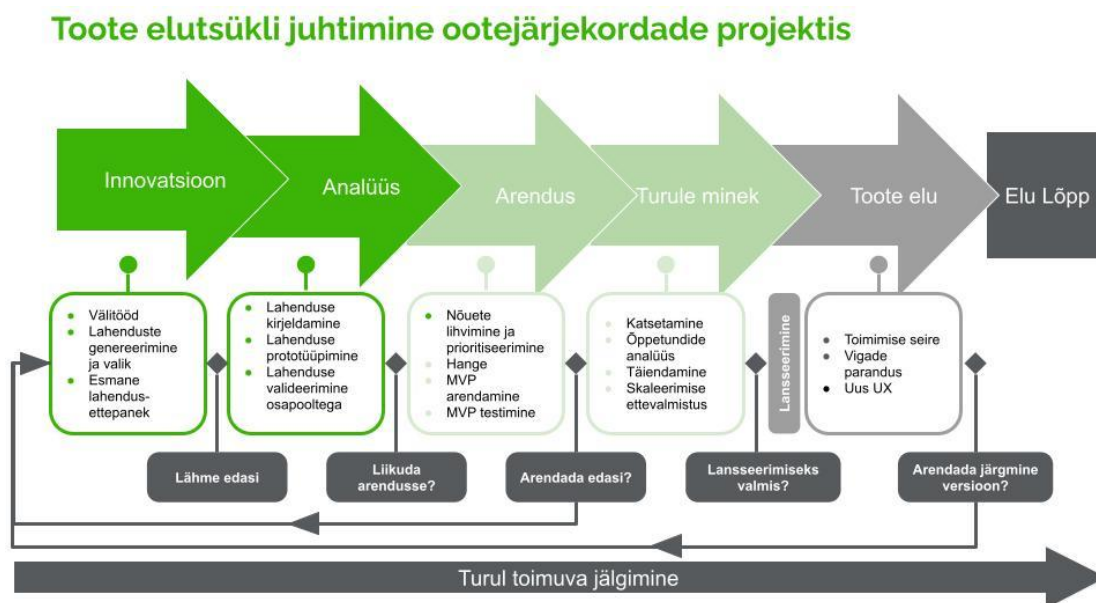 Toote elutsükli juhtimine ootejärjekordade projektis
Innovatsioon
Analüüs
Arendus
Turule minek
Toote elu
Elu Lõpp
Välitööd
Lahenduste
genereerimine
ja valik
Esmane
lahendus-
ettepanek
Lahenduse
kirjeldamine
Lahenduse
prototüüpimine
Lahenduse
valideerimine
osapooltega
Nõuete
lihvimine ja
prioritiseerimine
Hange
MVP
arendamine
MVP testimine
Katsetamine
Õppetundide
analüüs
Täiendamine
Skaleerimise
ettevalmistus
Lansseerimine
Toimimise seire
Vigade
parandus
Uus UX
Lähme edasi
Liikuda
arendusse?
Arendada edasi?
Lansseerimiseks
valmis?
Arendada järgmine
versioon?
Turul toimuva jälgimine